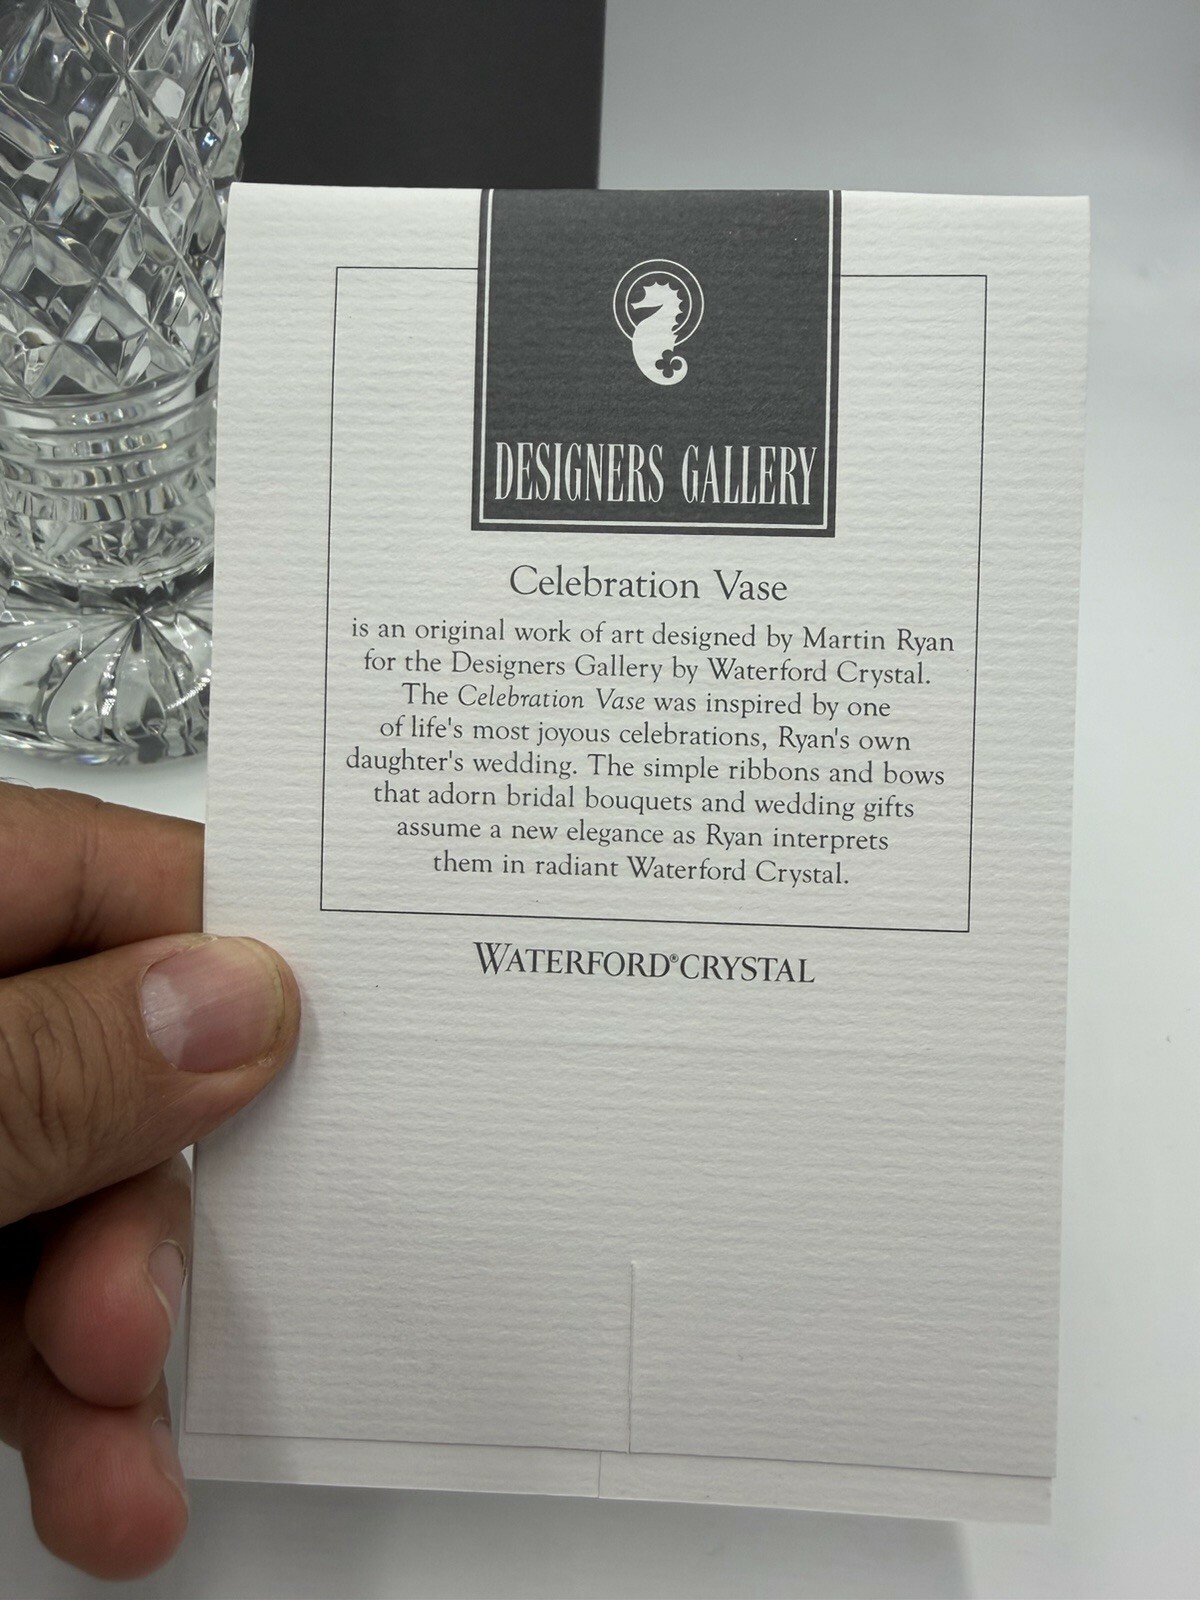 DESIGNERS GALLERY
Celebration Vase
is an original work of art designed by Martin Ryan
for the Designers Gallery by Waterford Crystal.
The Celebration Vase was inspired by one
of life's most joyous celebrations, Ryan's own
daughter's wedding. The simple ribbons and bows
that adorn bridal bouquets and wedding gifts
assume a new elegance as Ryan interprets
them in radiant Waterford Crystal.
WATERFORD® CRYSTAL